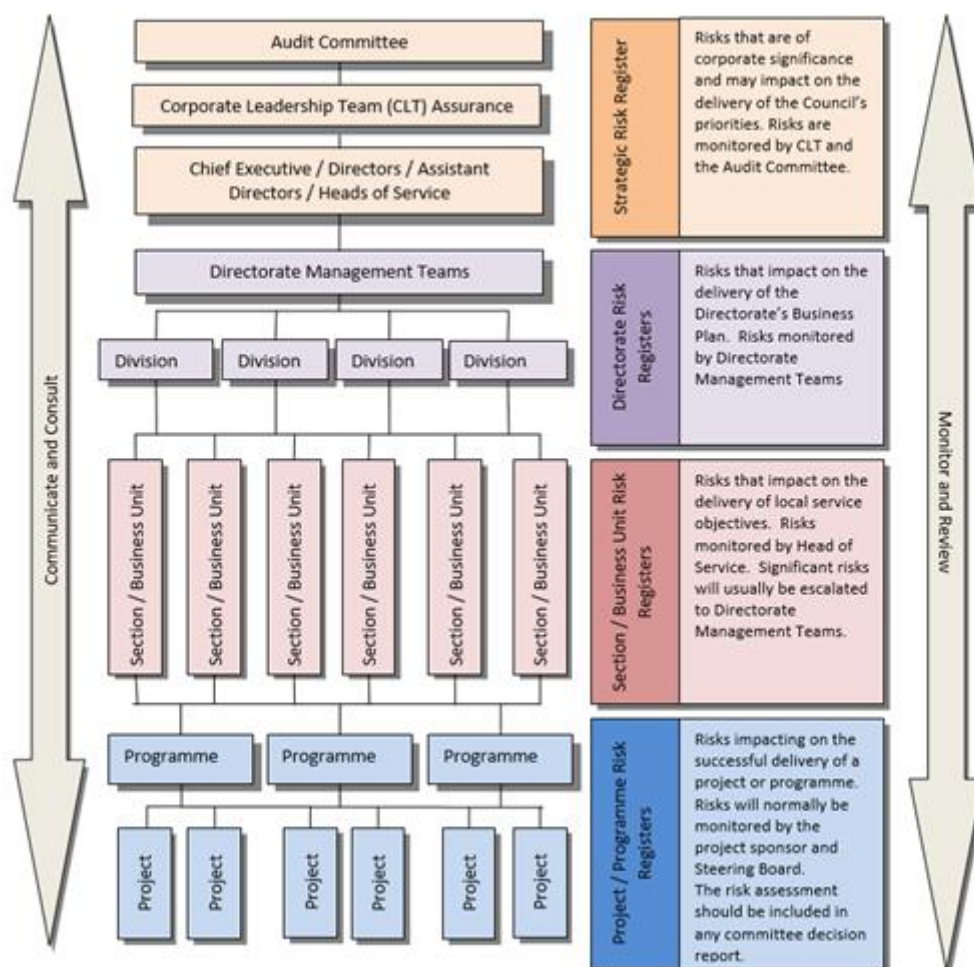 Communicate and Consult
Audit Committee
Corporate Leadership Team (CLT) Assurance
Chief Executive / Directors / Assistant
Directors / Heads of Service
Directorate Management Teams
Division
Division
Division
Division
Section / Business Unit
Section / Business Unit
Section / Business Unit
Section / Business Unit
Section / Business Unit
Section / Business Unit
Programme
Programme
Programme
Project
Project
Project
Project
Project
Project
Strategic Risk Register
Risks that are of
corporate significance
and may impact on the
delivery of the Council's
priorities. Risks are
monitored by CLT and
the Audit Committee.
Directorate Risk
Registers
Risks that impact on the
delivery of the
Directorate's Business
Plan. Risks monitored
by Directorate
Management Teams
Section / Business Unit Risk
Registers
Risks that impact on the
delivery of local service
objectives. Risks
monitored by Head of
Service. Significant risks
will usually be escalated
to Directorate
Management Teams.
Project / Programme Risk
Registers
Risks impacting on the
successful delivery of a
project or programme.
Risks will normally be
monitored by the
project sponsor and
Steering Board.
The risk assessment
should be included in
any committee decision
report.
Monitor and Review